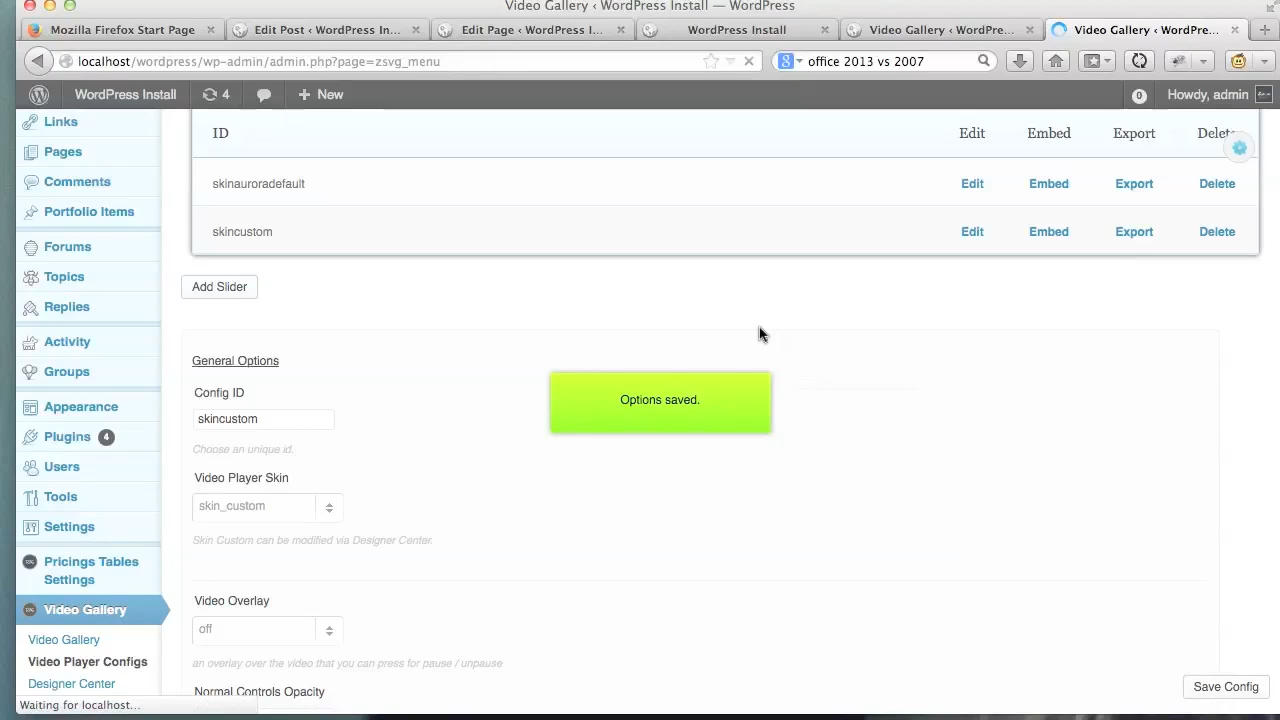 Video Gallery ‹ WordPress Install — WordPress
Mozilla Firefox Start Page
Edit Post ‹ WordPress In...
Edit Page ‹ WordPress I...
WordPress Install
Video Gallery ‹ WordPre...
Video Gallery ‹ WordPre...
localhost/wordpress/wp-admin/admin.php?page=zsvg_menu
office 2013 vs 2007
WordPress Install
4
New
0
Howdy, admin
Links
Pages
Comments
Portfolio Items
Forums
Topics
Replies
Activity
Groups
Appearance
Plugins 4
Users
Tools
Settings
Pricings Tables
Settings
Video Gallery
Video Gallery
Video Player Configs
Designer Center
Waiting for localhost...
ID Edit Embed Export Delete
skinauroradefault Edit Embed Export Delete
skincustom Edit Embed Export Delete
Add Slider
General Options
Config ID
skincustom
Choose an unique id.
Video Player Skin
skin_custom
Skin Custom can be modified via Designer Center.
Video Overlay
off
an overlay over the video that you can press for pause / unpause
Normal Controls Opacity
Options saved.
Save Config